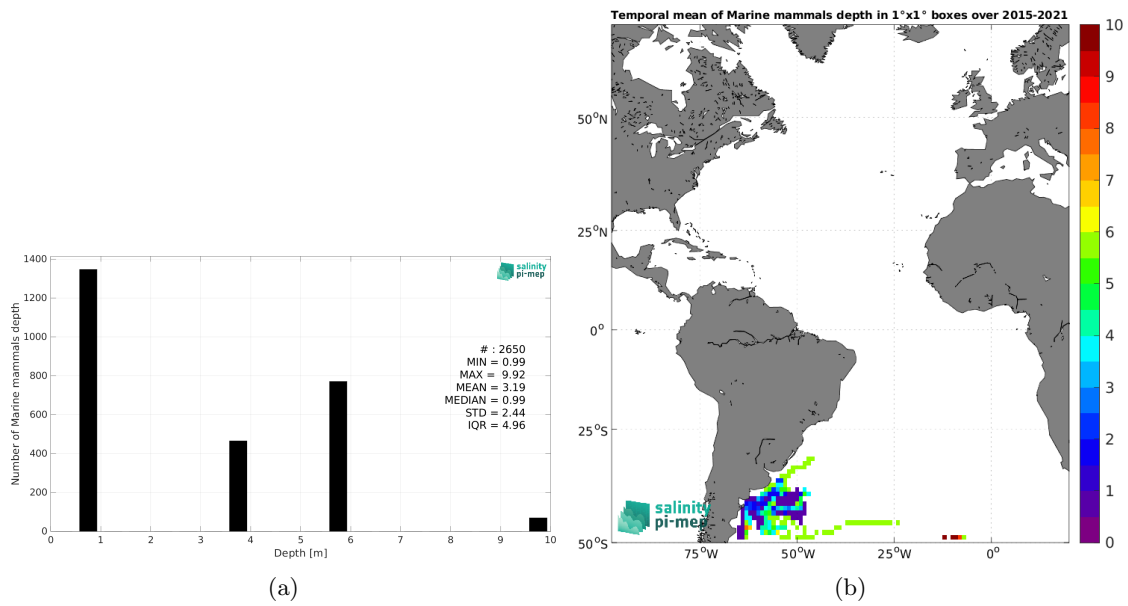 1400
1200
1000
800
600
400
200
0
Number of Marine mammals depth
0 1 2 3 4 5 6 7 8 9 10
Depth [m]
salinity
pi-mep
# : 2650
MIN = 0.99
MAX = 9.92
MEAN = 3.19
MEDIAN = 0.99
STD = 2.44
IQR = 4.96
(a)
Temporal mean of Marine mammals depth in 1°x1° boxes over 2015-2021
50°N
25°N
0°
25°S
50°S
75°W 50°W 25°W 0°
salinity
pi-mep
10
9
8
7
6
5
4
3
2
1
0
(b)